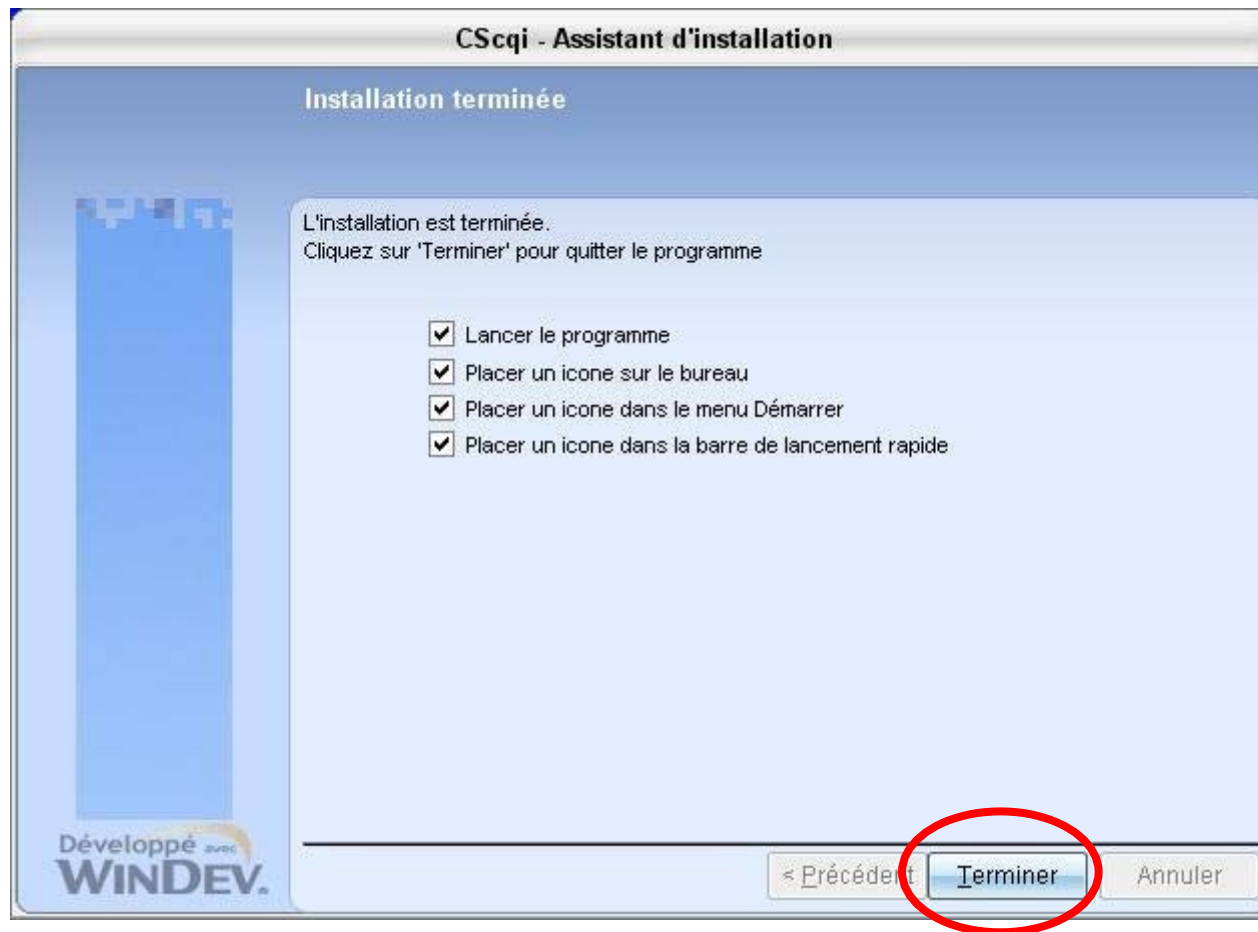 CScqi - Assistant d'installation
Installation terminée
L'installation est terminée.
Cliquez sur 'Terminer' pour quitter le programme
Lancer le programme
Placer un icone sur le bureau
Placer un icone dans le menu Démarrer
Placer un icone dans la barre de lancement rapide
Développé avec
WINDEV.
< Précédent Terminer Annuler